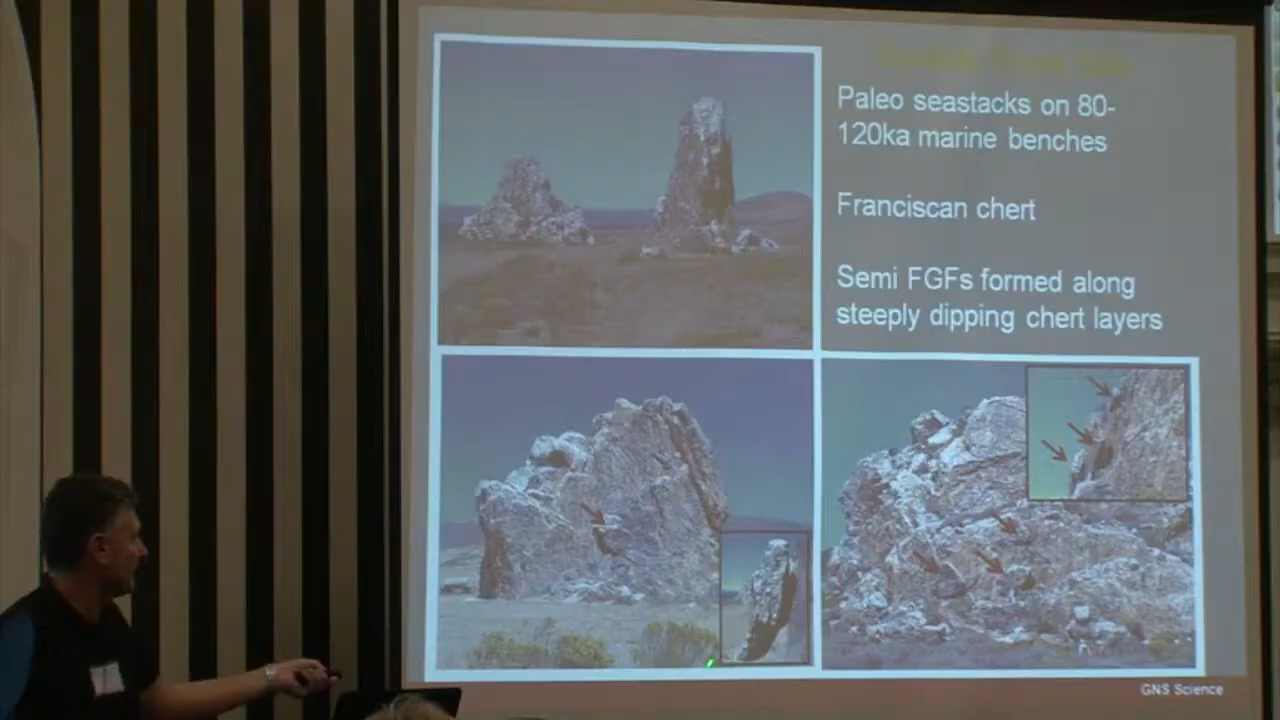 Paleo seastacks on 80-
120ka marine benches
Franciscan chert
Semi FGFs formed along
steeply dipping chert layers
GNS Science